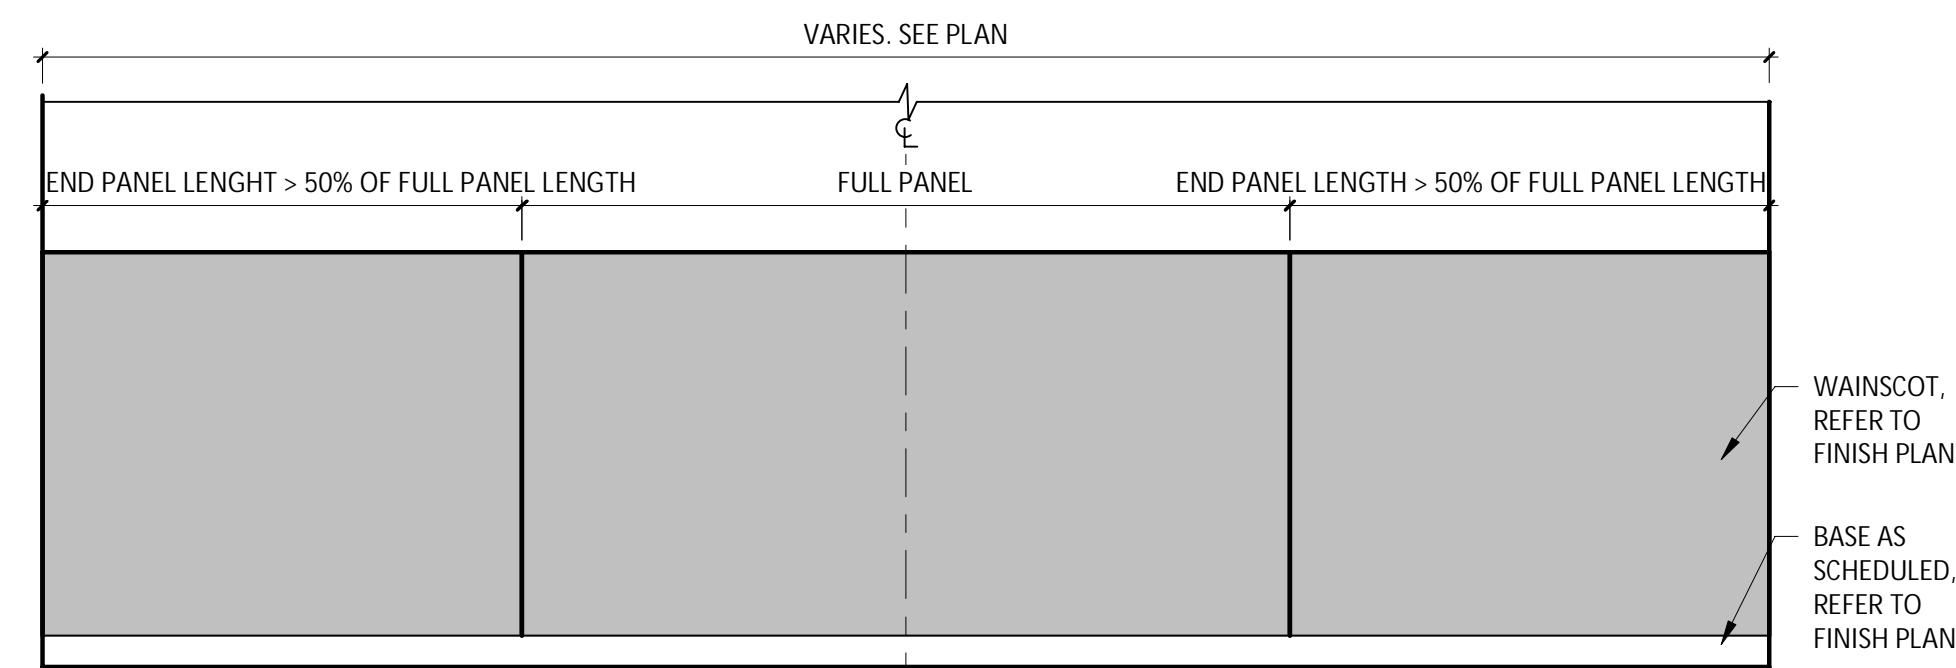 VARIES. SEE PLAN
℄
END PANEL LENGHT > 50% OF FULL PANEL LENGTH
FULL PANEL
END PANEL LENGTH > 50% OF FULL PANEL LENGTH
WAINSCOT,
REFER TO
FINISH PLAN
BASE AS
SCHEDULED,
REFER TO
FINISH PLAN